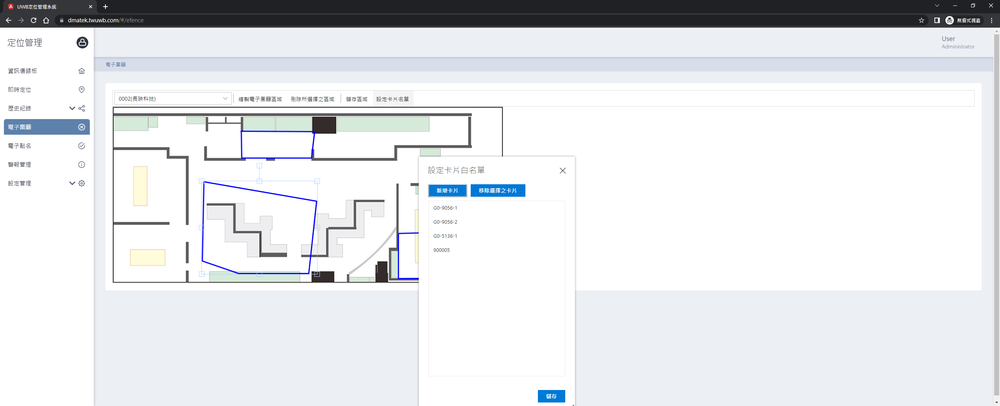 UWB定位管理系統
dmatek.twuwb.com/#/efence
無痕式視窗
定位管理
User
Administrator
電子圍籬
資訊儀錶板
即時定位
歷史紀錄
電子圍籬
電子點名
警報管理
設定管理
0002(長映科技)
繪製電子圍籬區域
刪除所選擇之區域
儲存區域
設定卡片名單
設定卡片白名單
新增卡片
移除選擇之卡片
G0-9056-1
G0-9056-2
G0-5136-1
900005
儲存